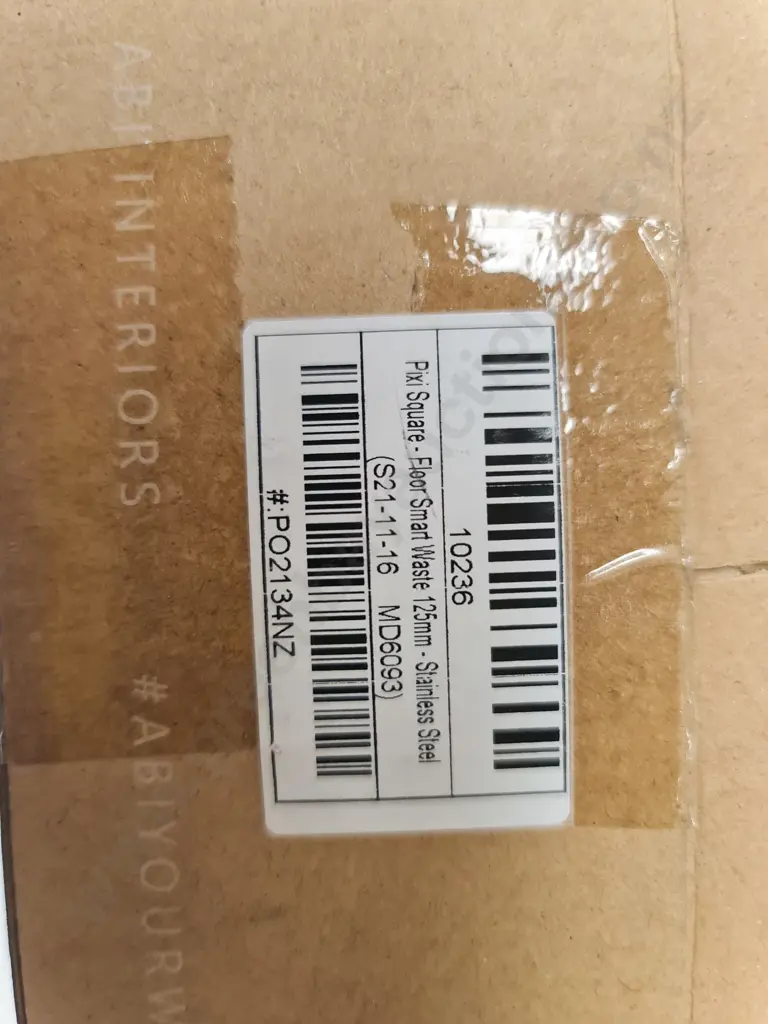 ABI INTERIORS #ABIYOURW
10236
Pixi Square - Floor Smart Waste 125mm - Stainless Steel
(S21-11-16 MD6093)
#:PO2134NZ